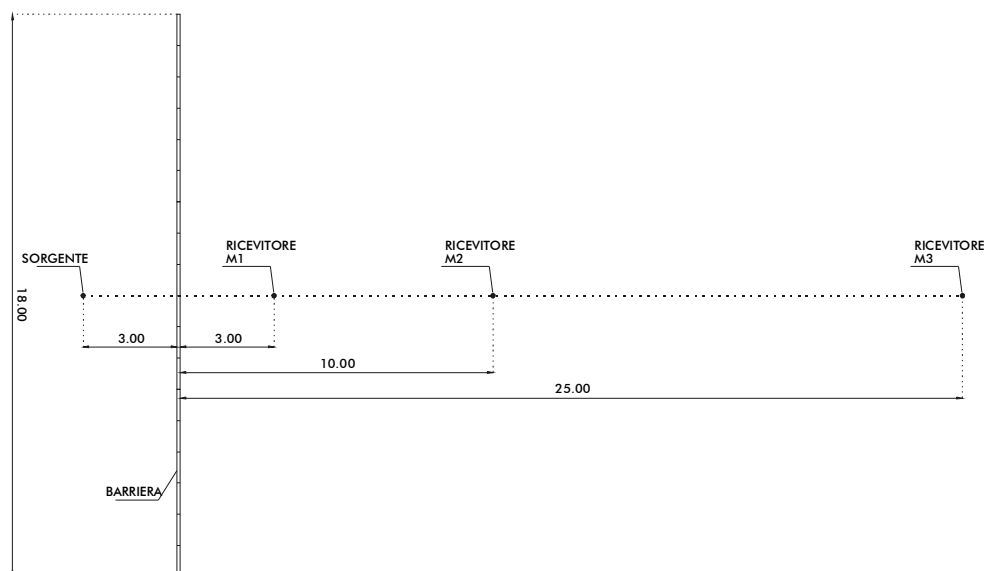 RICEVITORE
M1
RICEVITORE
M2
RICEVITORE
M3
SORGENTE
18.00
3.00
3.00
10.00
25.00
BARRIERA